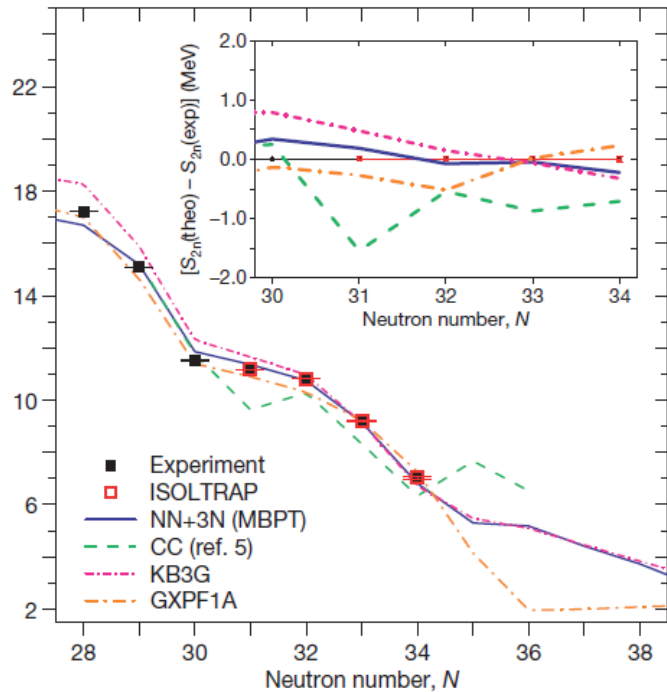 22
18
14
10
6
2
28
30
32
34
36
38
Neutron number, N
Experiment
ISOLTRAP
NN+3N (MBPT)
CC (ref. 5)
KB3G
GXPF1A
[S2n(theo) − S2n(exp)] (MeV)
2.0
1.0
0.0
−1.0
−2.0
30
31
32
33
34
Neutron number, N